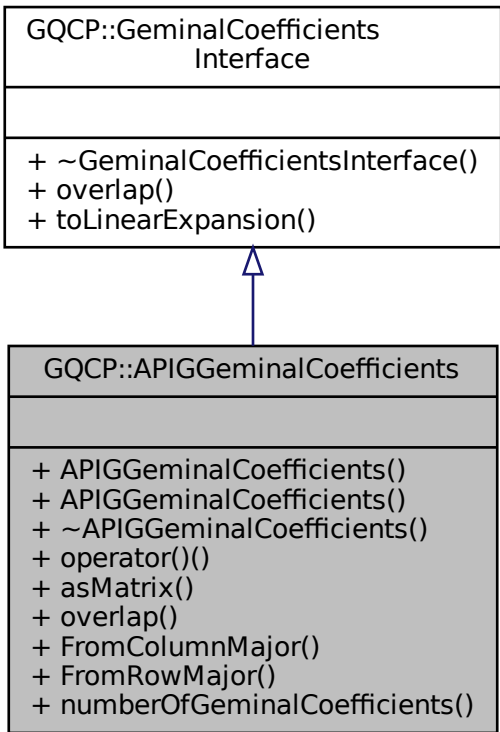 GQCP::GeminalCoefficients
Interface
+ ~GeminalCoefficientsInterface()
+ overlap()
+ toLinearExpansion()
GQCP::APIGGeminalCoefficients
+ APIGGeminalCoefficients()
+ APIGGeminalCoefficients()
+ ~APIGGeminalCoefficients()
+ operator()()
+ asMatrix()
+ overlap()
+ FromColumnMajor()
+ FromRowMajor()
+ numberOfGeminalCoefficients()